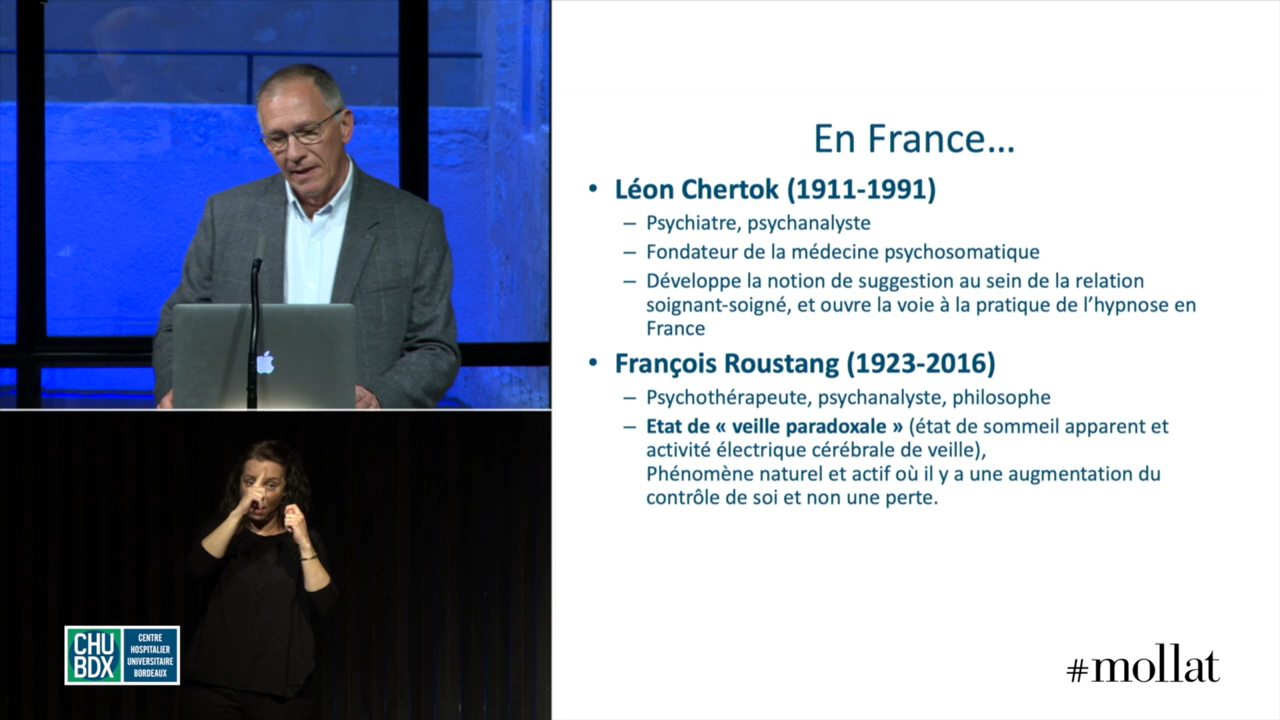 En France...
• Léon Chertok (1911-1991)
– Psychiatre, psychanalyste
– Fondateur de la médecine psychosomatique
– Développe la notion de suggestion au sein de la relation
soignant-soigné, et ouvre la voie à la pratique de l’hypnose en
France
• François Roustang (1923-2016)
– Psychothérapeute, psychanalyste, philosophe
– Etat de « veille paradoxale » (état de sommeil apparent et
activité électrique cérébrale de veille),
Phénomène naturel et actif où il y a une augmentation du
contrôle de soi et non une perte.
CHU
BDX
CENTRE
HOSPITALIER
UNIVERSITAIRE
BORDEAUX
#mollat